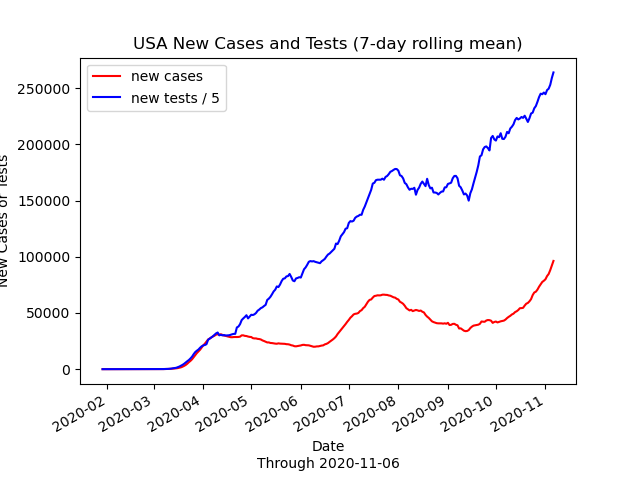 USA New Cases and Tests (7-day rolling mean)
new cases
new tests / 5
250000
200000
150000
100000
50000
0
New Cases or Tests
2020-02
2020-03
2020-04
2020-05
2020-06
2020-07
2020-08
2020-09
2020-10
2020-11
Date
Through 2020-11-06